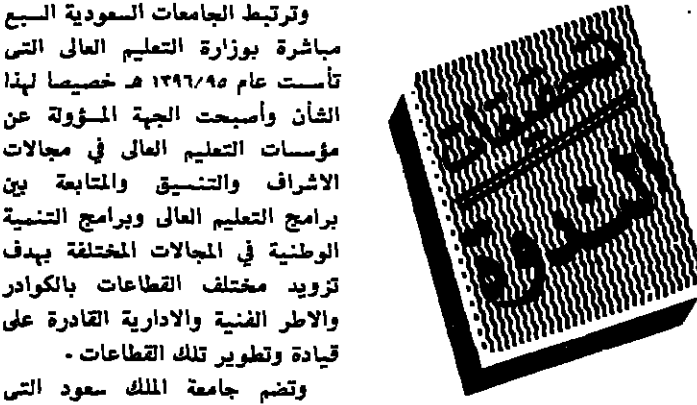 وترتبط الجامعات السعودية السبع
مباشرة بوزارة التعليم العالى التى
تأسست عام ١٣٩٦/٩٥ هـ خصيصا لهذا
الشأن وأصبحت الجهة المسؤولة عن
مؤسسات التعليم العالى في مجالات
الاشراف والتنسيق والمتابعة بين
برامج التعليم العالى وبرامج التنمية
الوطنية في المجالات المختلفة بهدف
تزويد مختلف القطاعات بالكوادر
والاطر الفنية والادارية القادرة على
قيادة وتطوير تلك القطاعات .
وتضم جامعة الملك سعود التى
تحقيقات
الندوة